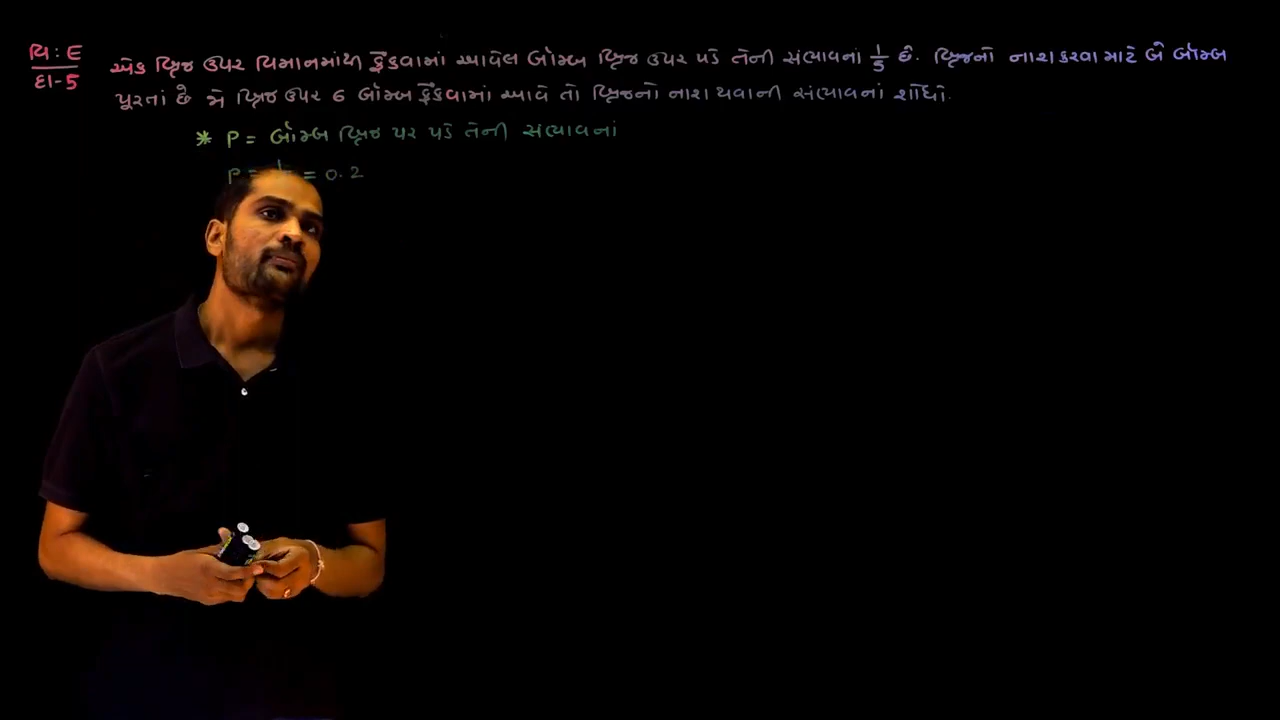 વિ : E
દા-5
એક બ્રિજ ઉપર વિમાનમાંથી ફેંકવામાં આવેલ બોમ્બ બ્રિજ ઉપર પડે તેની સંભાવનાં 1/5 છે. બ્રિજનો નાશ કરવા માટે બે બોમ્બ
પૂરતાં છે જો બ્રિજ ઉપર 6 બોમ્બ ફેંકવામાં આવે તો બ્રિજનો નાશ થવાની સંભાવનાં શોધો.
* P = બોમ્બ બ્રિજ પર પડે તેની સંભાવનાં
P = = 0.2